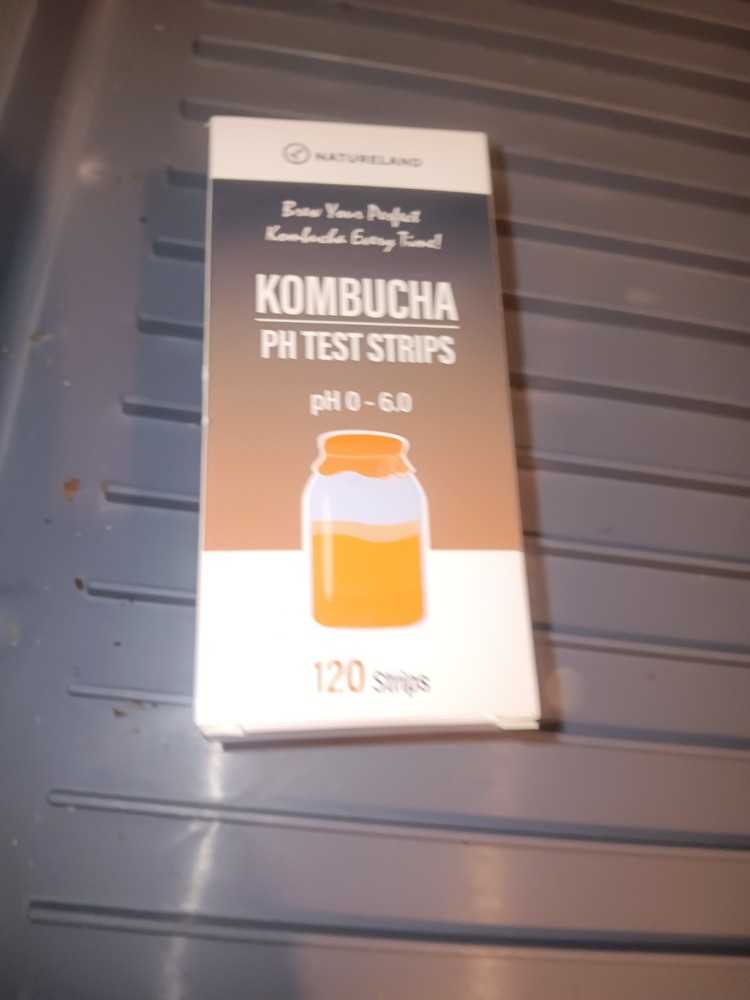 NATURELAND
Brew Your Perfect
Kombucha Every Time!
KOMBUCHA
PH TEST STRIPS
pH 0 - 6.0
120 Strips